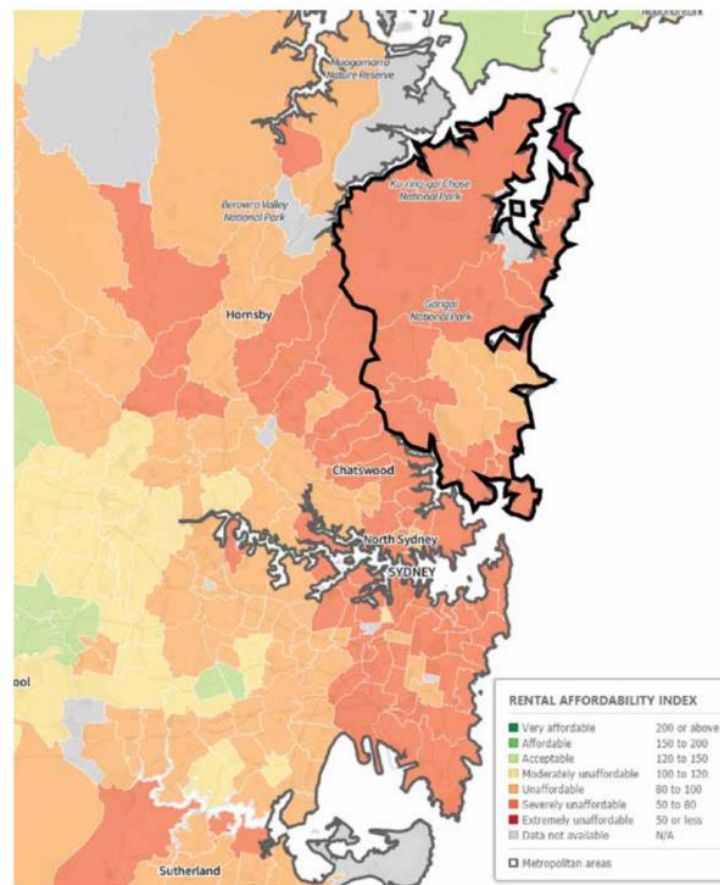 National Park
Muogamarra
Nature Reserve
Ku-ring-gai Chase
National Park
Berowra Valley
National Park
Garigal
National Park
Hornsby
Chatswood
North Sydney
SYDNEY
ool
Sutherland
RENTAL AFFORDABILITY INDEX
Very affordable 200 or above
Affordable 150 to 200
Acceptable 120 to 150
Moderately unaffordable 100 to 120
Unaffordable 80 to 100
Severely unaffordable 50 to 80
Extremely unaffordable 50 or less
Data not available N/A
Metropolitan areas